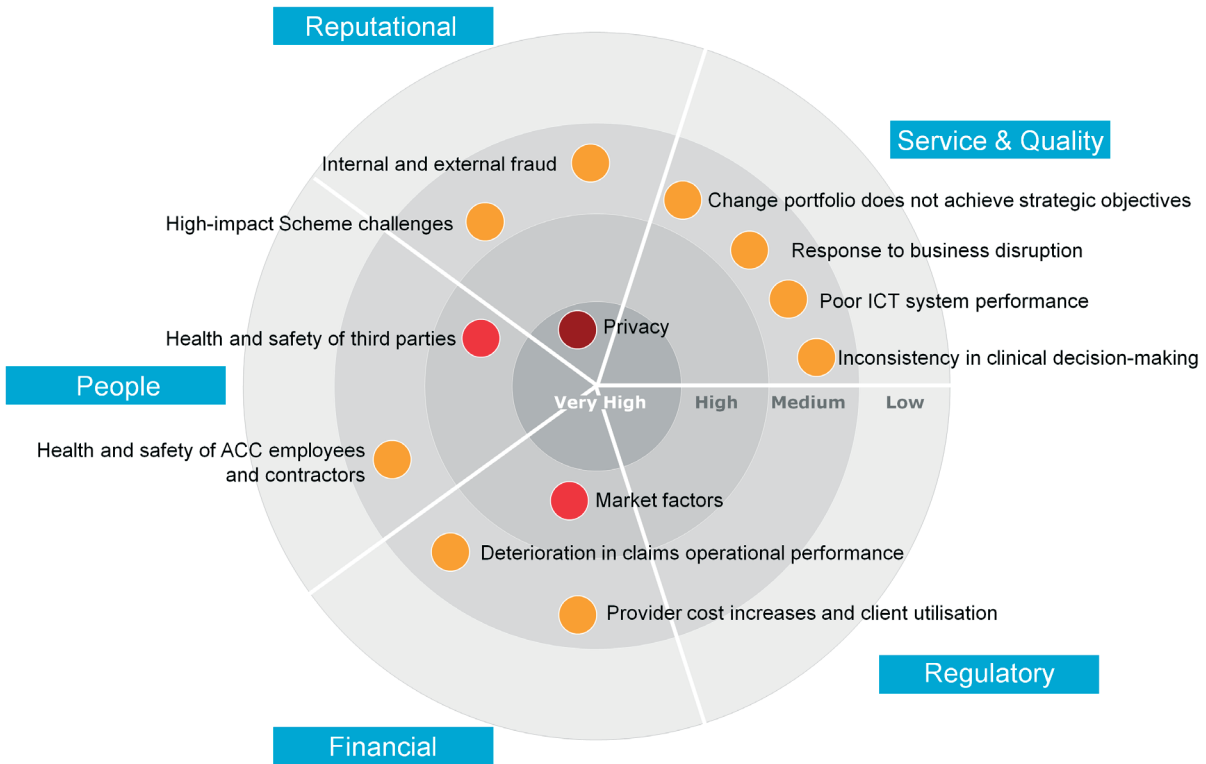 Reputational
Service & Quality
Internal and external fraud
Change portfolio does not achieve strategic objectives
High-impact Scheme challenges
Response to business disruption
Poor ICT system performance
Privacy
Health and safety of third parties
Inconsistency in clinical decision-making
People
Very High
High
Medium
Low
Health and safety of ACC employees
and contractors
Market factors
Deterioration in claims operational performance
Provider cost increases and client utilisation
Regulatory
Financial